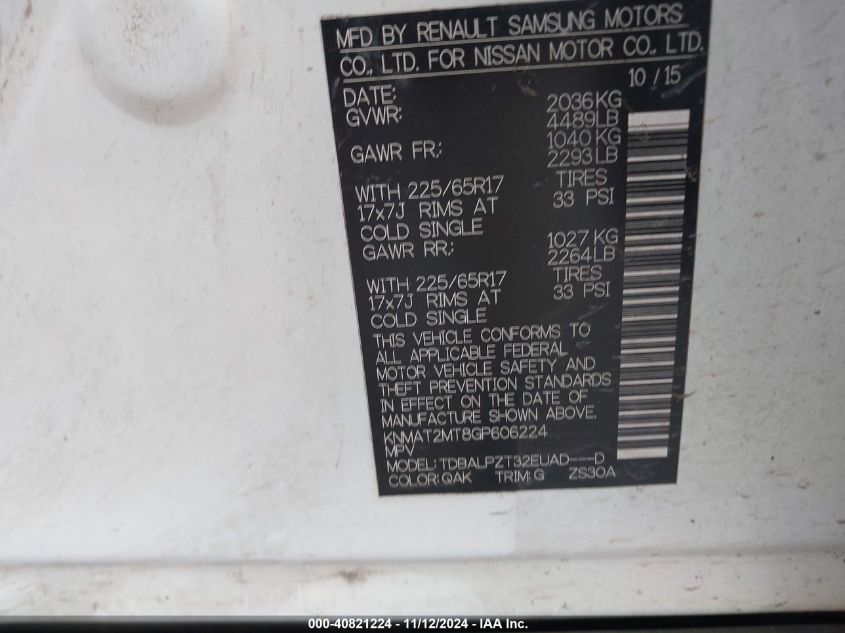 MFD BY RENAULT SAMSUNG MOTORS
CO., LTD. FOR NISSAN MOTOR CO., LTD.
DATE: 10 / 15
GVWR: 2036KG
4489LB
GAWR FR: 1040KG
2293LB
WITH 225/65R17 TIRES
17x7J RIMS AT 33 PSI
COLD SINGLE
GAWR RR: 1027KG
2264LB
WITH 225/65R17 TIRES
17x7J RIMS AT 33 PSI
COLD SINGLE
THIS VEHICLE CONFORMS TO
ALL APPLICABLE FEDERAL
MOTOR VEHICLE SAFETY AND
THEFT PREVENTION STANDARDS
IN EFFECT ON THE DATE OF
MANUFACTURE SHOWN ABOVE.
KNMAT2MT8GP606224
MPV
MODEL: TDBALPZT32EUAD---D
COLOR: QAK TRIM: G ZS30A
000-40821224 - 11/12/2024 - IAA Inc.